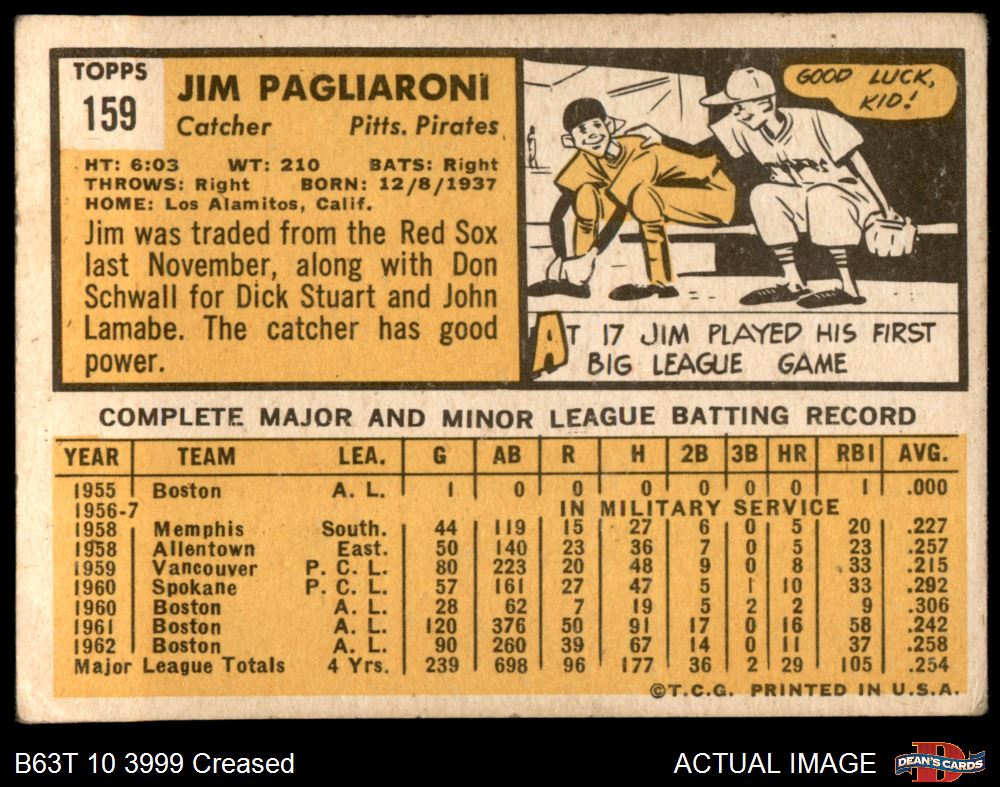 TOPPS
159
JIM PAGLIARONI
Catcher Pitts. Pirates
HT: 6:03 WT: 210 BATS: Right
THROWS: Right BORN: 12/8/1937
HOME: Los Alamitos, Calif.
Jim was traded from the Red Sox
last November, along with Don
Schwall for Dick Stuart and John
Lamabe. The catcher has good
power.
GOOD LUCK,
KID!
AT 17 JIM PLAYED HIS FIRST
BIG LEAGUE GAME
COMPLETE MAJOR AND MINOR LEAGUE BATTING RECORD
YEAR TEAM LEA. G AB R H 2B 3B HR RBI AVG.
1955 Boston A. L. 1 0 0 0 0 0 0 1 .000
1956-7 IN MILITARY SERVICE
1958 Memphis South. 44 119 15 27 6 0 5 20 .227
1958 Allentown East. 50 140 23 36 7 0 5 23 .257
1959 Vancouver P. C. L. 80 223 20 48 9 0 8 33 .215
1960 Spokane P. C. L. 57 161 27 47 5 1 10 33 .292
1960 Boston A. L. 28 62 7 19 5 2 2 9 .306
1961 Boston A. L. 120 376 50 91 17 0 16 58 .242
1962 Boston A. L. 90 260 39 67 14 0 11 37 .258
Major League Totals 4 Yrs. 239 698 96 177 36 2 29 105 .254
©T.C.G. PRINTED IN U.S.A.
B63T 10 3999 Creased
ACTUAL IMAGE
D
DEAN'S CARDS